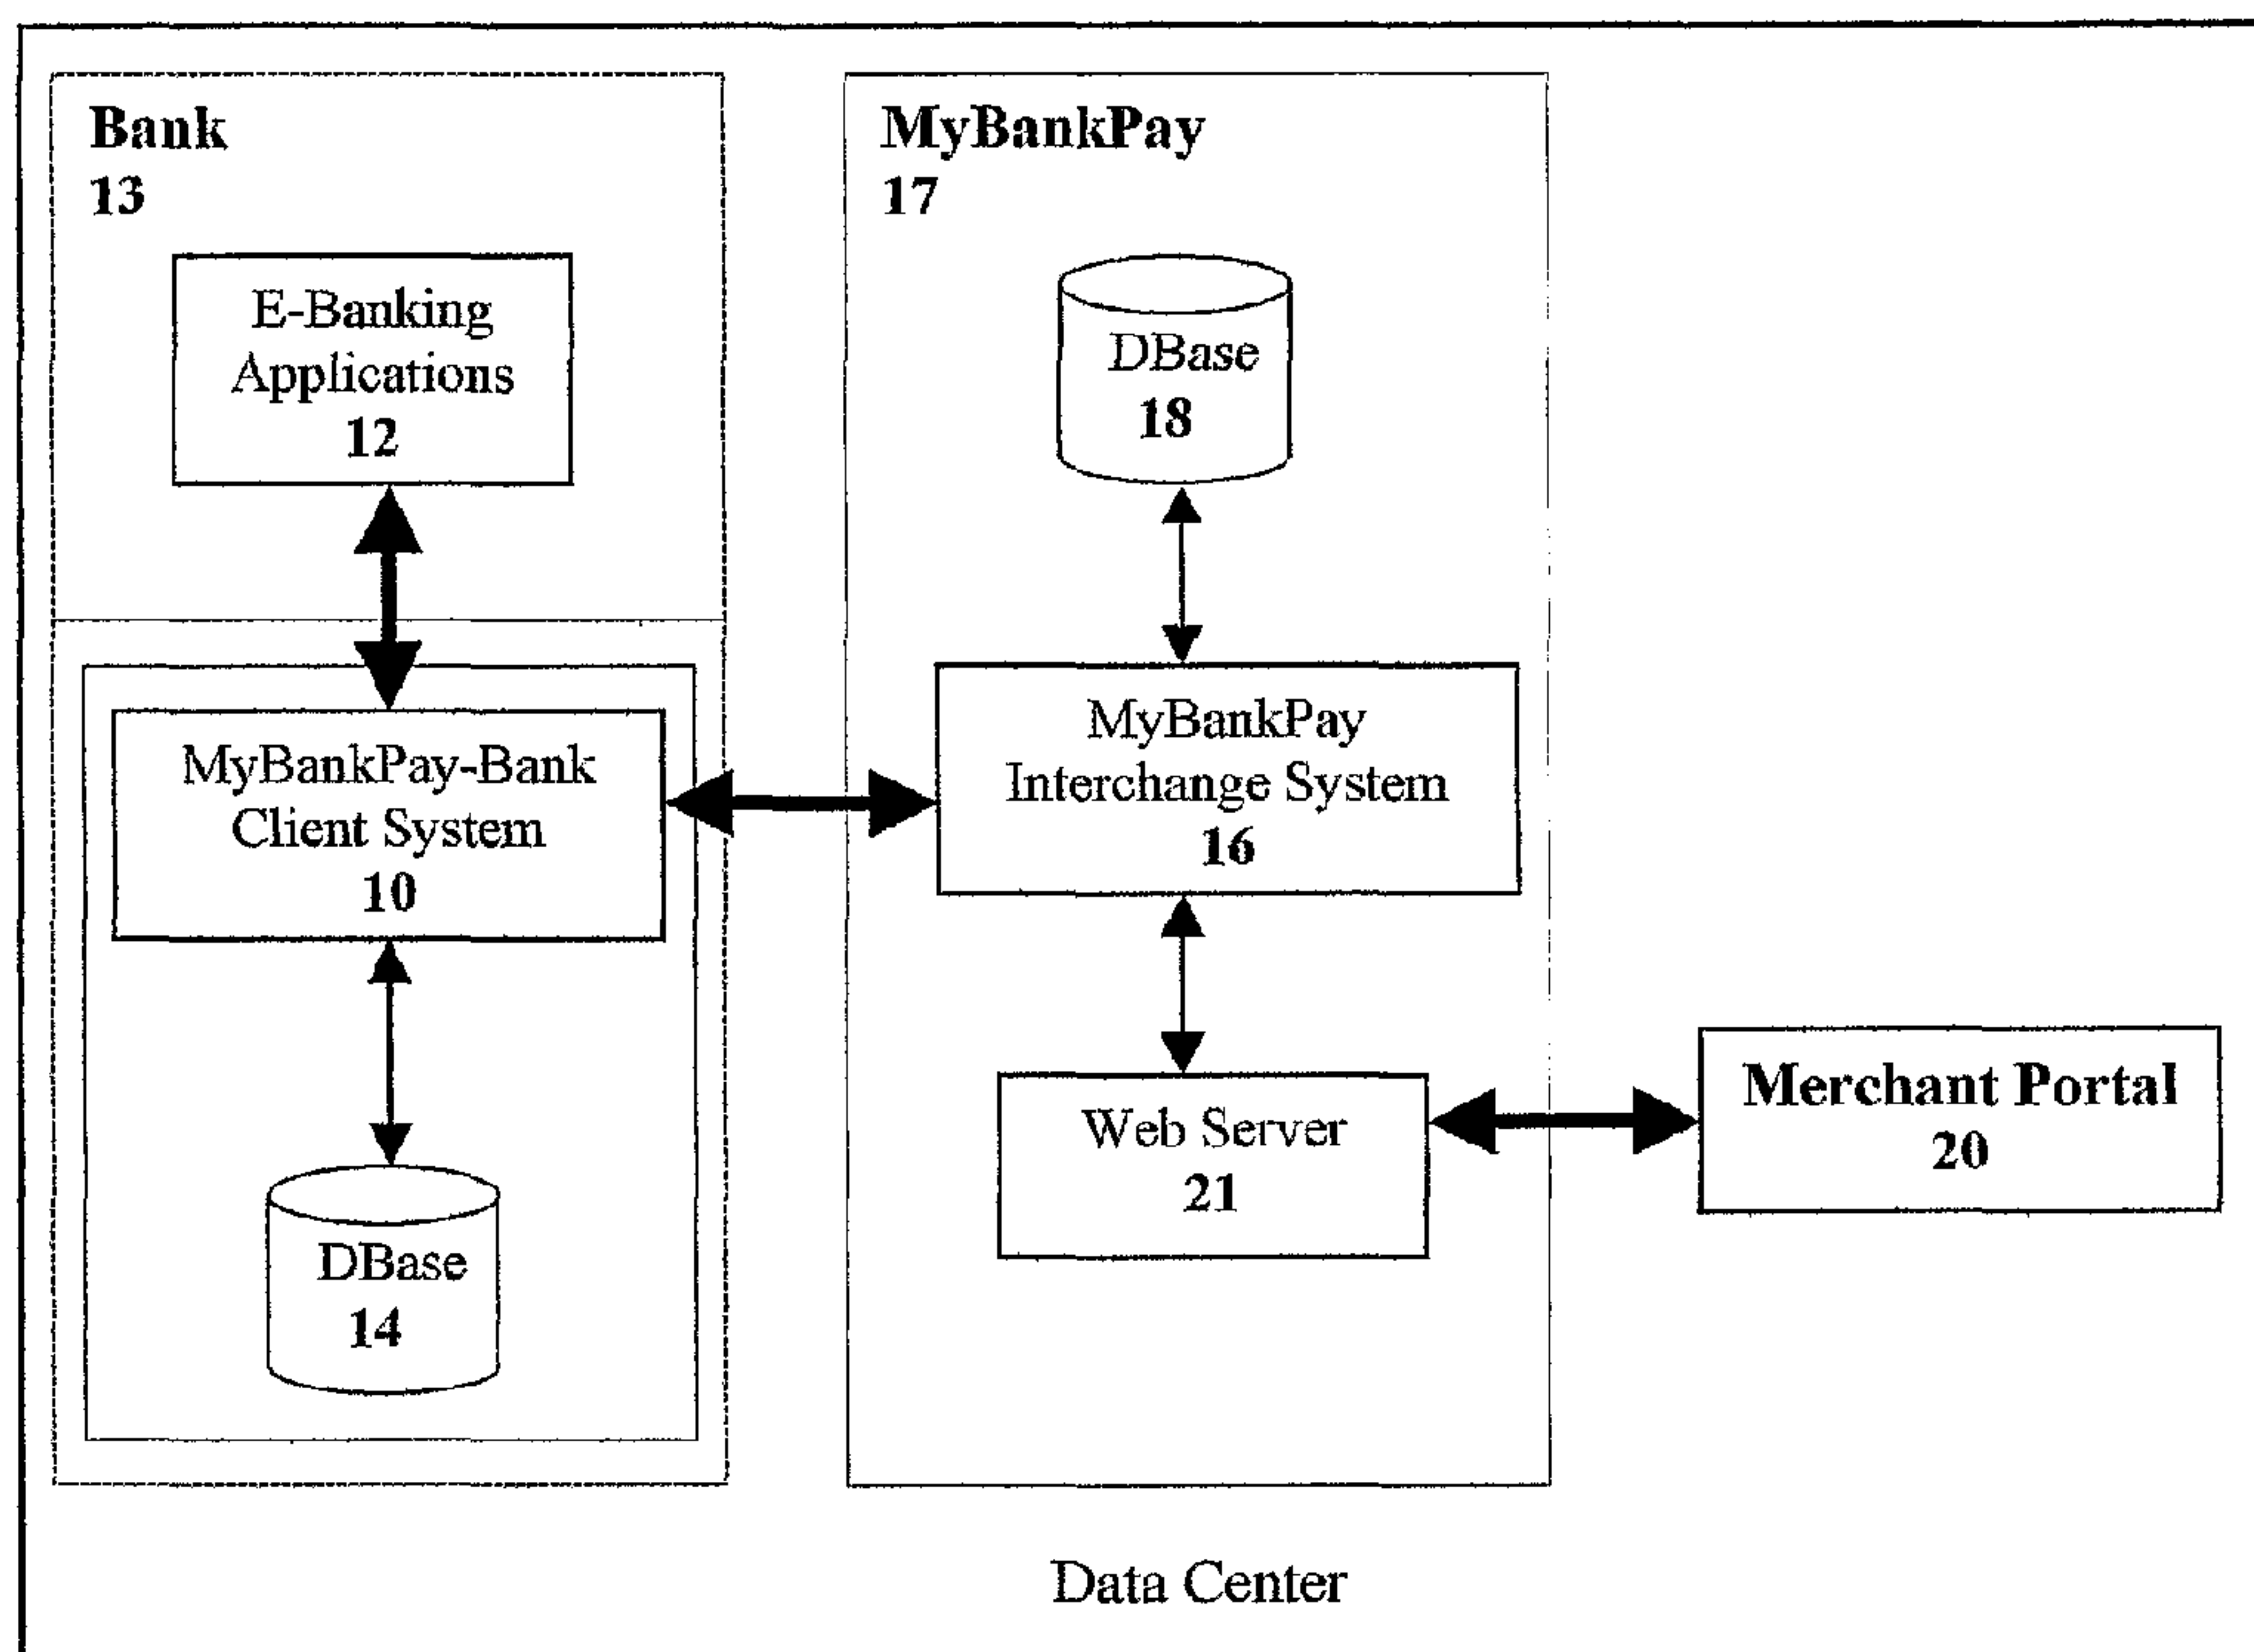 Bank
13
E-Banking
Applications
12
MyBankPay-Bank
Client System
10
DBase
14
MyBankPay
17
DBase
18
MyBankPay
Interchange System
16
Web Server
21
Merchant Portal
20
Data Center